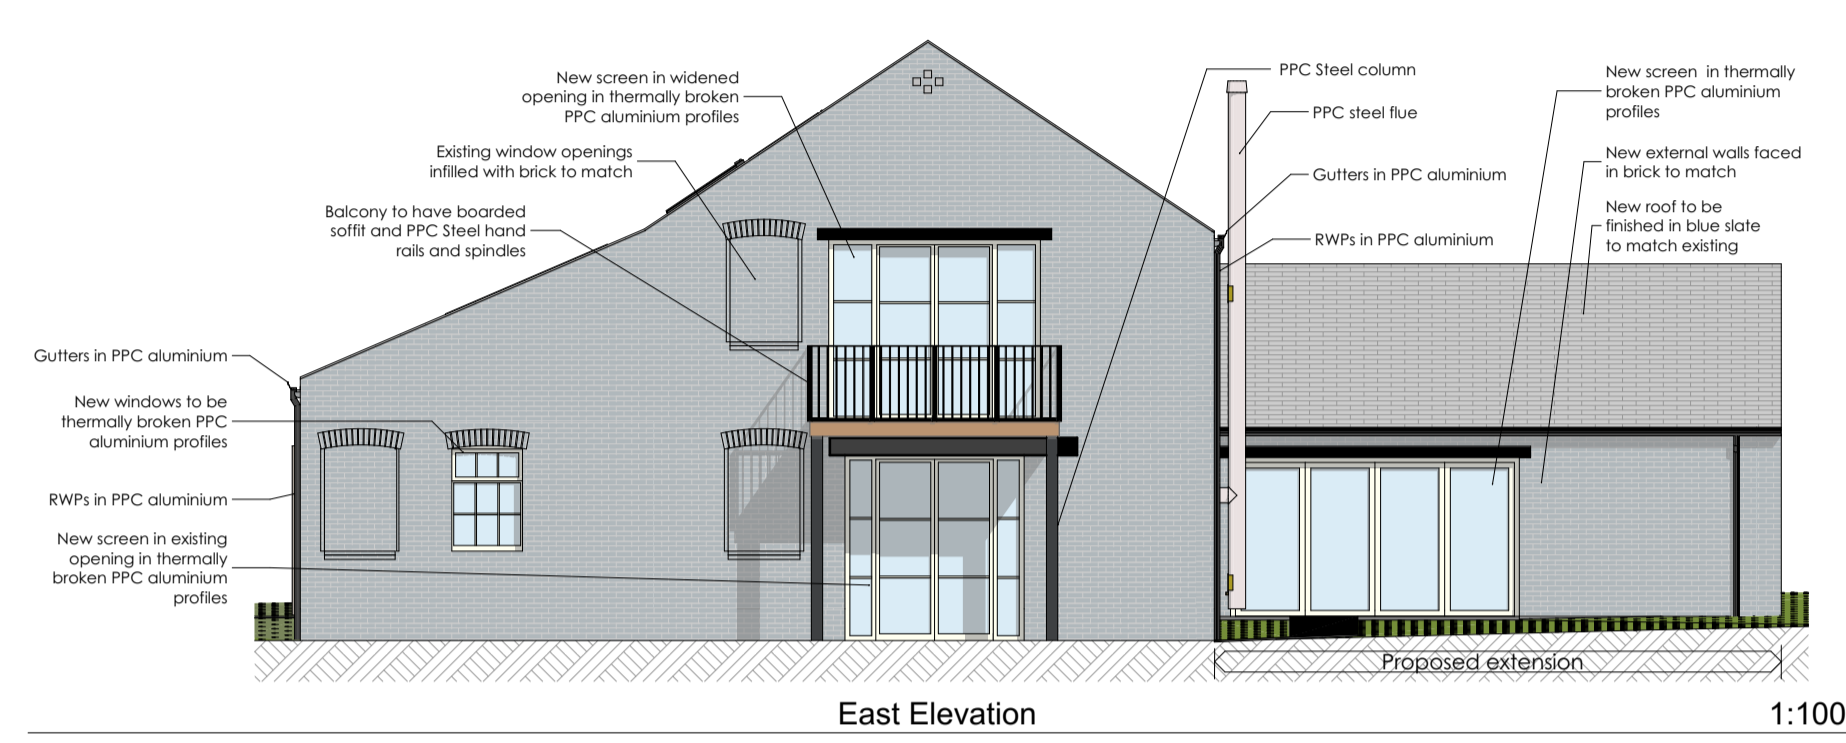 New screen in widened
opening in thermally broken
PPC aluminium profiles
Existing window openings
infilled with brick to match
Balcony to have boarded
soffit and PPC Steel hand
rails and spindles
Gutters in PPC aluminium
New windows to be
thermally broken PPC
aluminium profiles
RWPs in PPC aluminium
New screen in existing
opening in thermally
broken PPC aluminium
profiles
PPC Steel column
PPC steel flue
Gutters in PPC aluminium
RWPs in PPC aluminium
New screen in thermally
broken PPC aluminium
profiles
New external walls faced
in brick to match
New roof to be
finished in blue slate
to match existing
Proposed extension
East Elevation
1:100